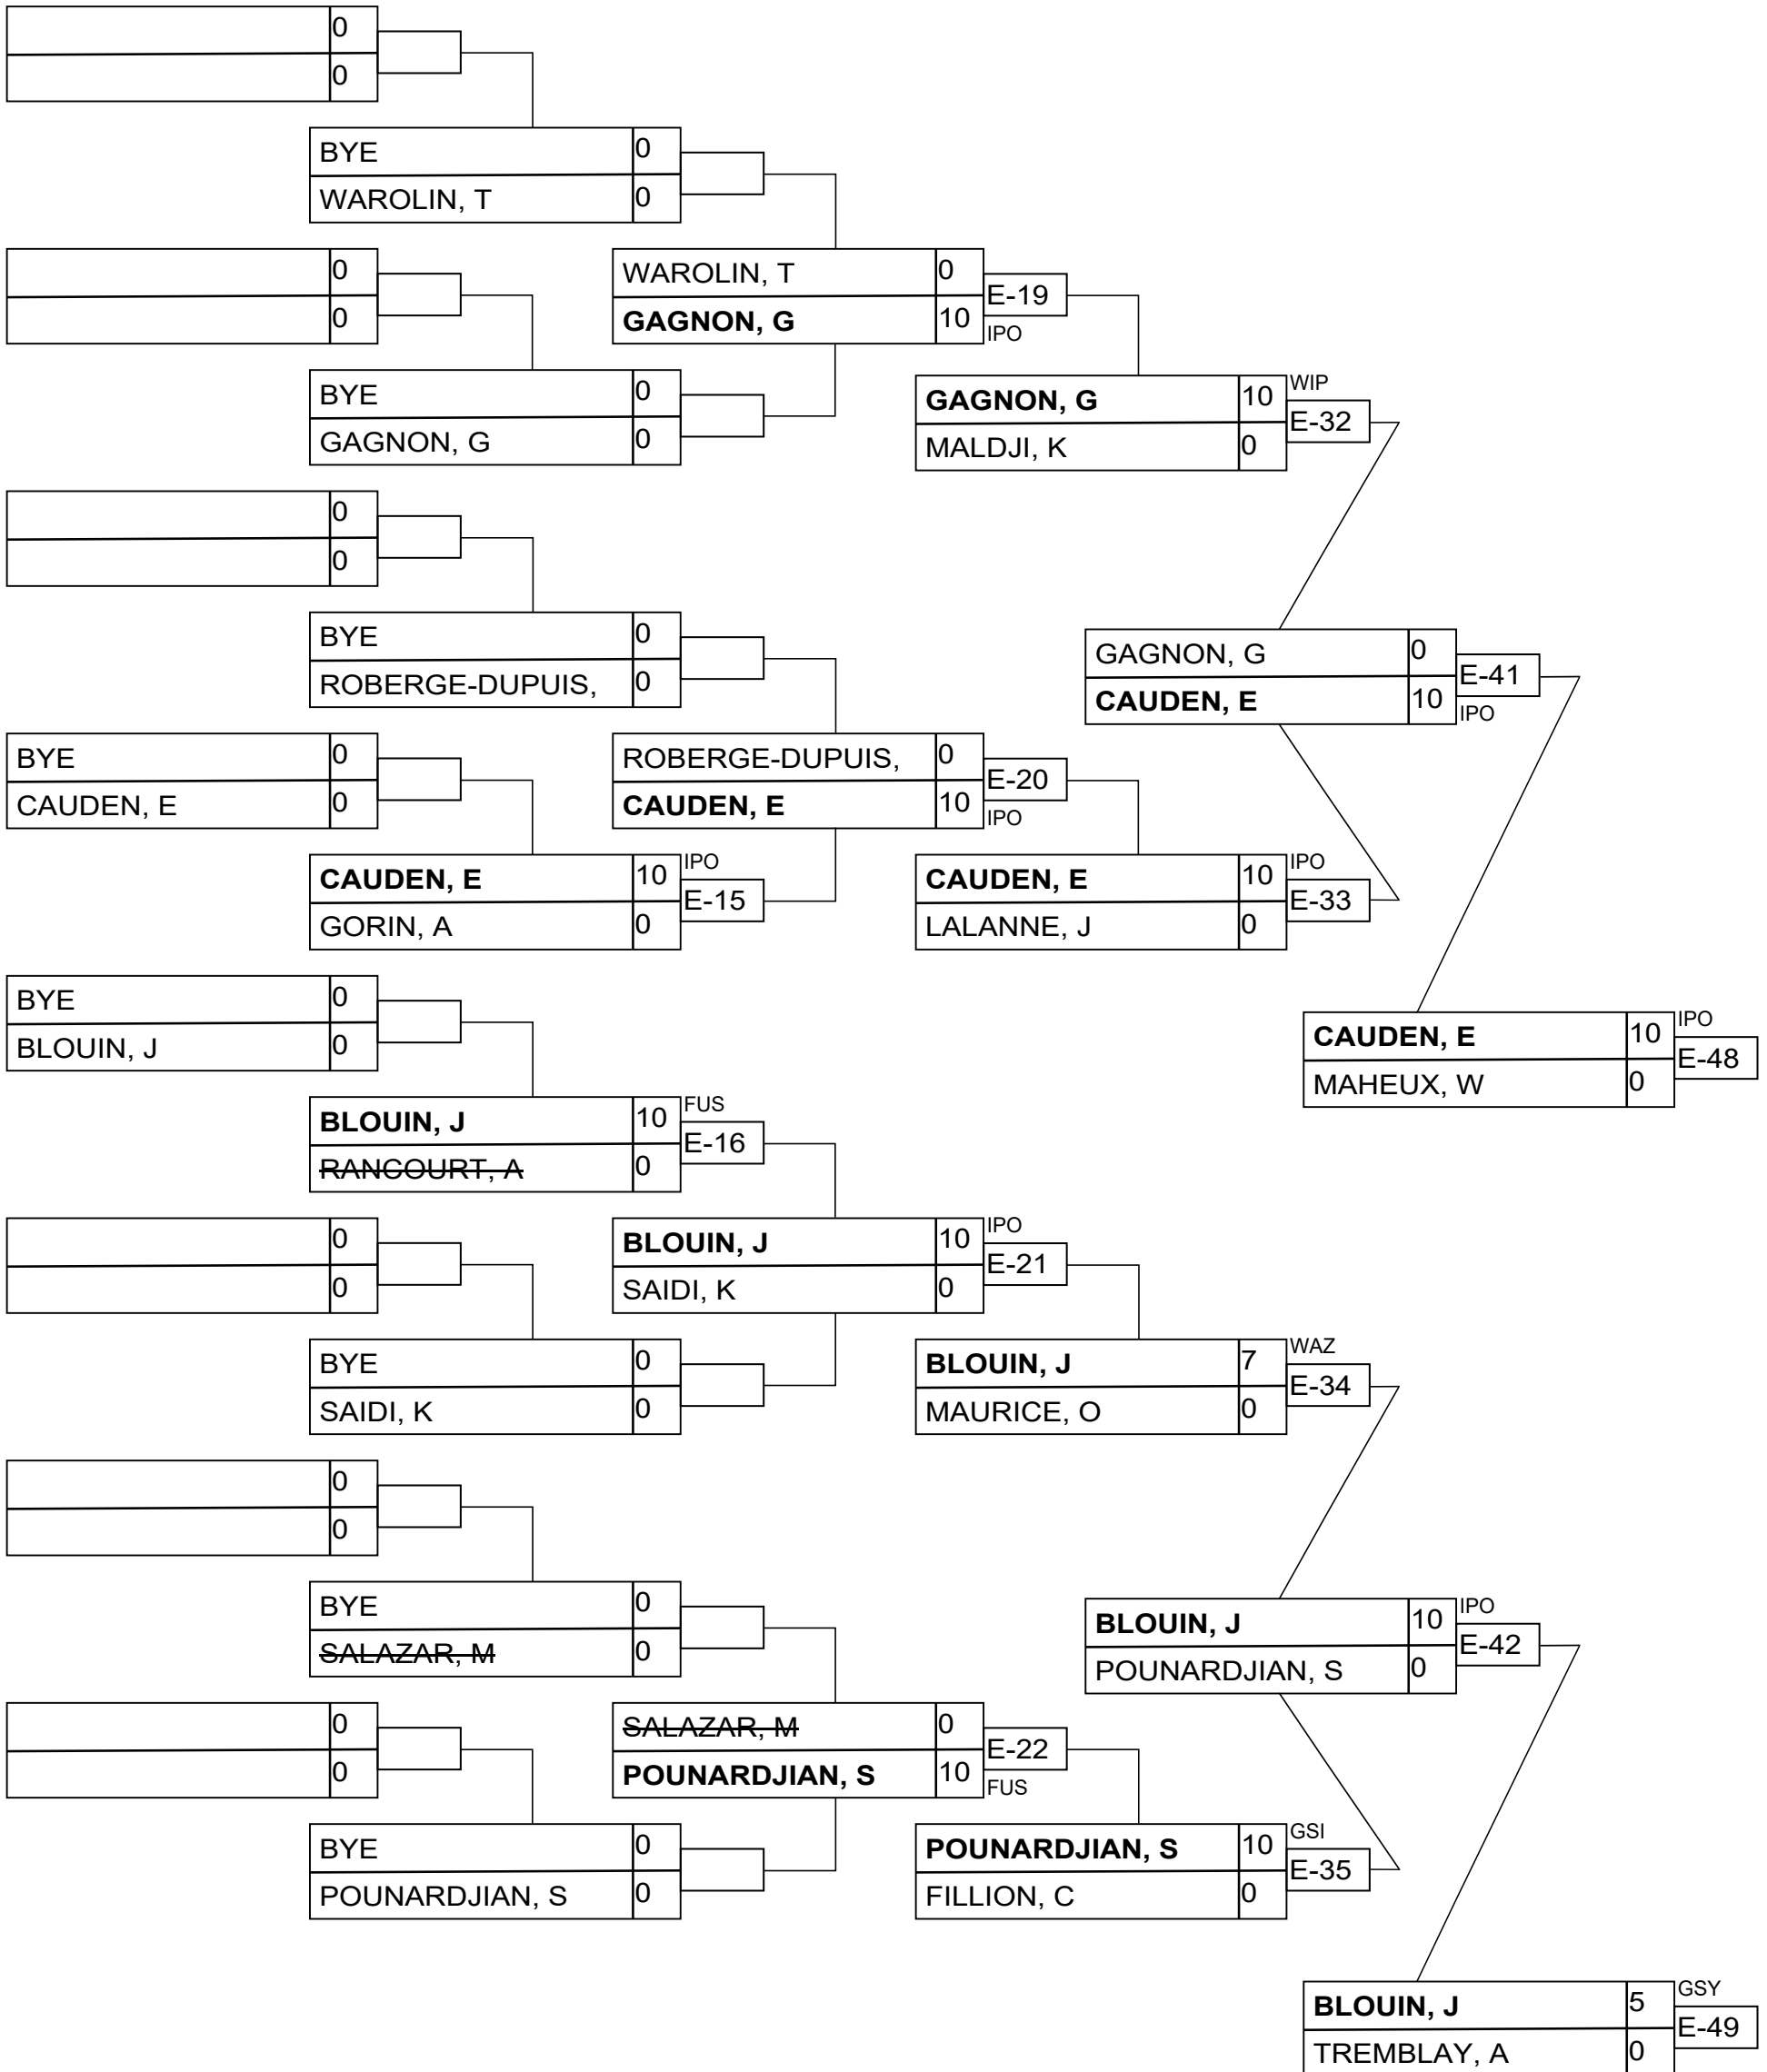 0
0
BYE 0
WAROLIN, T 0
0
0
WAROLIN, T 0
E-19
GAGNON, G 10
IPO
BYE 0
GAGNON, G 0
WIP
GAGNON, G 10
E-32
MALDJI, K 0
0
0
BYE 0
ROBERGE-DUPUIS, 0
GAGNON, G 0
E-41
CAUDEN, E 10
IPO
BYE 0
CAUDEN, E 0
ROBERGE-DUPUIS, 0
E-20
CAUDEN, E 10
IPO
IPO
CAUDEN, E 10
E-15
GORIN, A 0
IPO
CAUDEN, E 10
E-33
LALANNE, J 0
BYE 0
BLOUIN, J 0
IPO
CAUDEN, E 10
E-48
MAHEUX, W 0
FUS
BLOUIN, J 10
E-16
RANCOURT, A 0
0
0
IPO
BLOUIN, J 10
E-21
SAIDI, K 0
BYE 0
SAIDI, K 0
WAZ
BLOUIN, J 7
E-34
MAURICE, O 0
0
0
BYE 0
SALAZAR, M 0
IPO
BLOUIN, J 10
E-42
POUNARDJIAN, S 0
0
0
SALAZAR, M 0
E-22
POUNARDJIAN, S 10
FUS
BYE 0
POUNARDJIAN, S 0
GSI
POUNARDJIAN, S 10
E-35
FILLION, C 0
GSY
BLOUIN, J 5
E-49
TREMBLAY, A 0